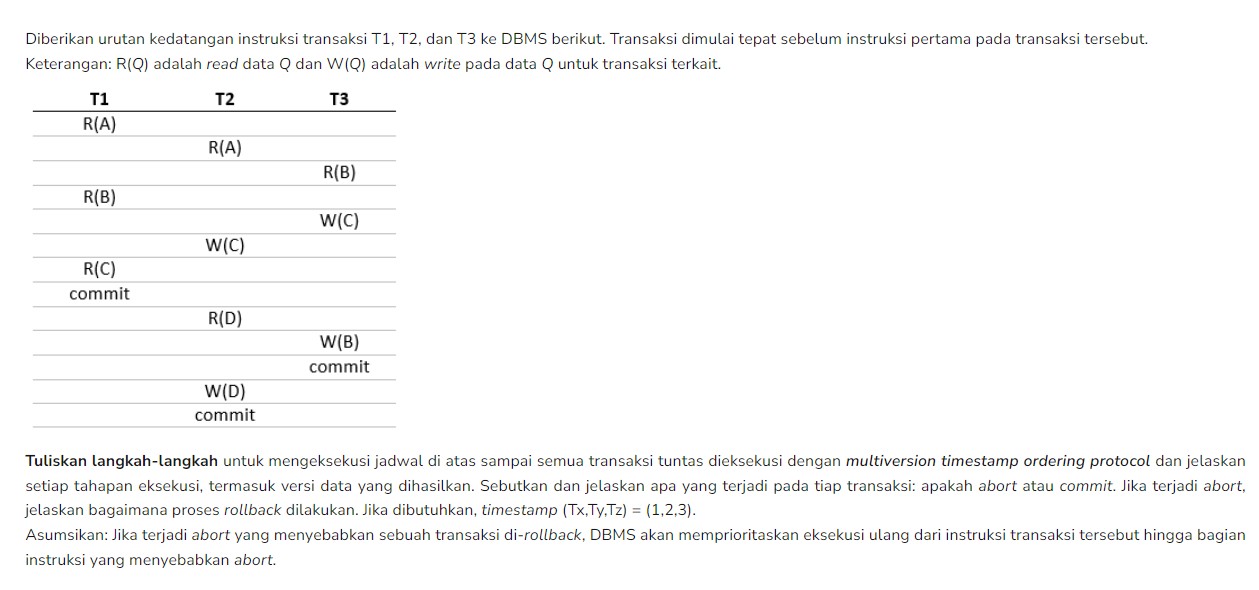 Diberikan urutan kedatangan instruksi transaksi T1, T2, dan T3 ke DBMS berikut. Transaksi dimulai tepat sebelum instruksi pertama pada transaksi tersebut.
Keterangan: R(Q) adalah read data Q dan W(Q) adalah write pada data Q untuk transaksi terkait.
T1 T2 T3
R(A)
R(A)
R(B)
R(B)
W(C)
W(C)
R(C)
commit
R(D)
W(B)
commit
W(D)
commit
Tuliskan langkah-langkah untuk mengeksekusi jadwal di atas sampai semua transaksi tuntas dieksekusi dengan multiversion timestamp ordering protocol dan jelaskan
setiap tahapan eksekusi, termasuk versi data yang dihasilkan. Sebutkan dan jelaskan apa yang terjadi pada tiap transaksi: apakah abort atau commit. Jika terjadi abort,
jelaskan bagaimana proses rollback dilakukan. Jika dibutuhkan, timestamp (Tx,Ty,Tz) = (1,2,3).
Asumsikan: Jika terjadi abort yang menyebabkan sebuah transaksi di-rollback, DBMS akan memprioritaskan eksekusi ulang dari instruksi transaksi tersebut hingga bagian
instruksi yang menyebabkan abort.